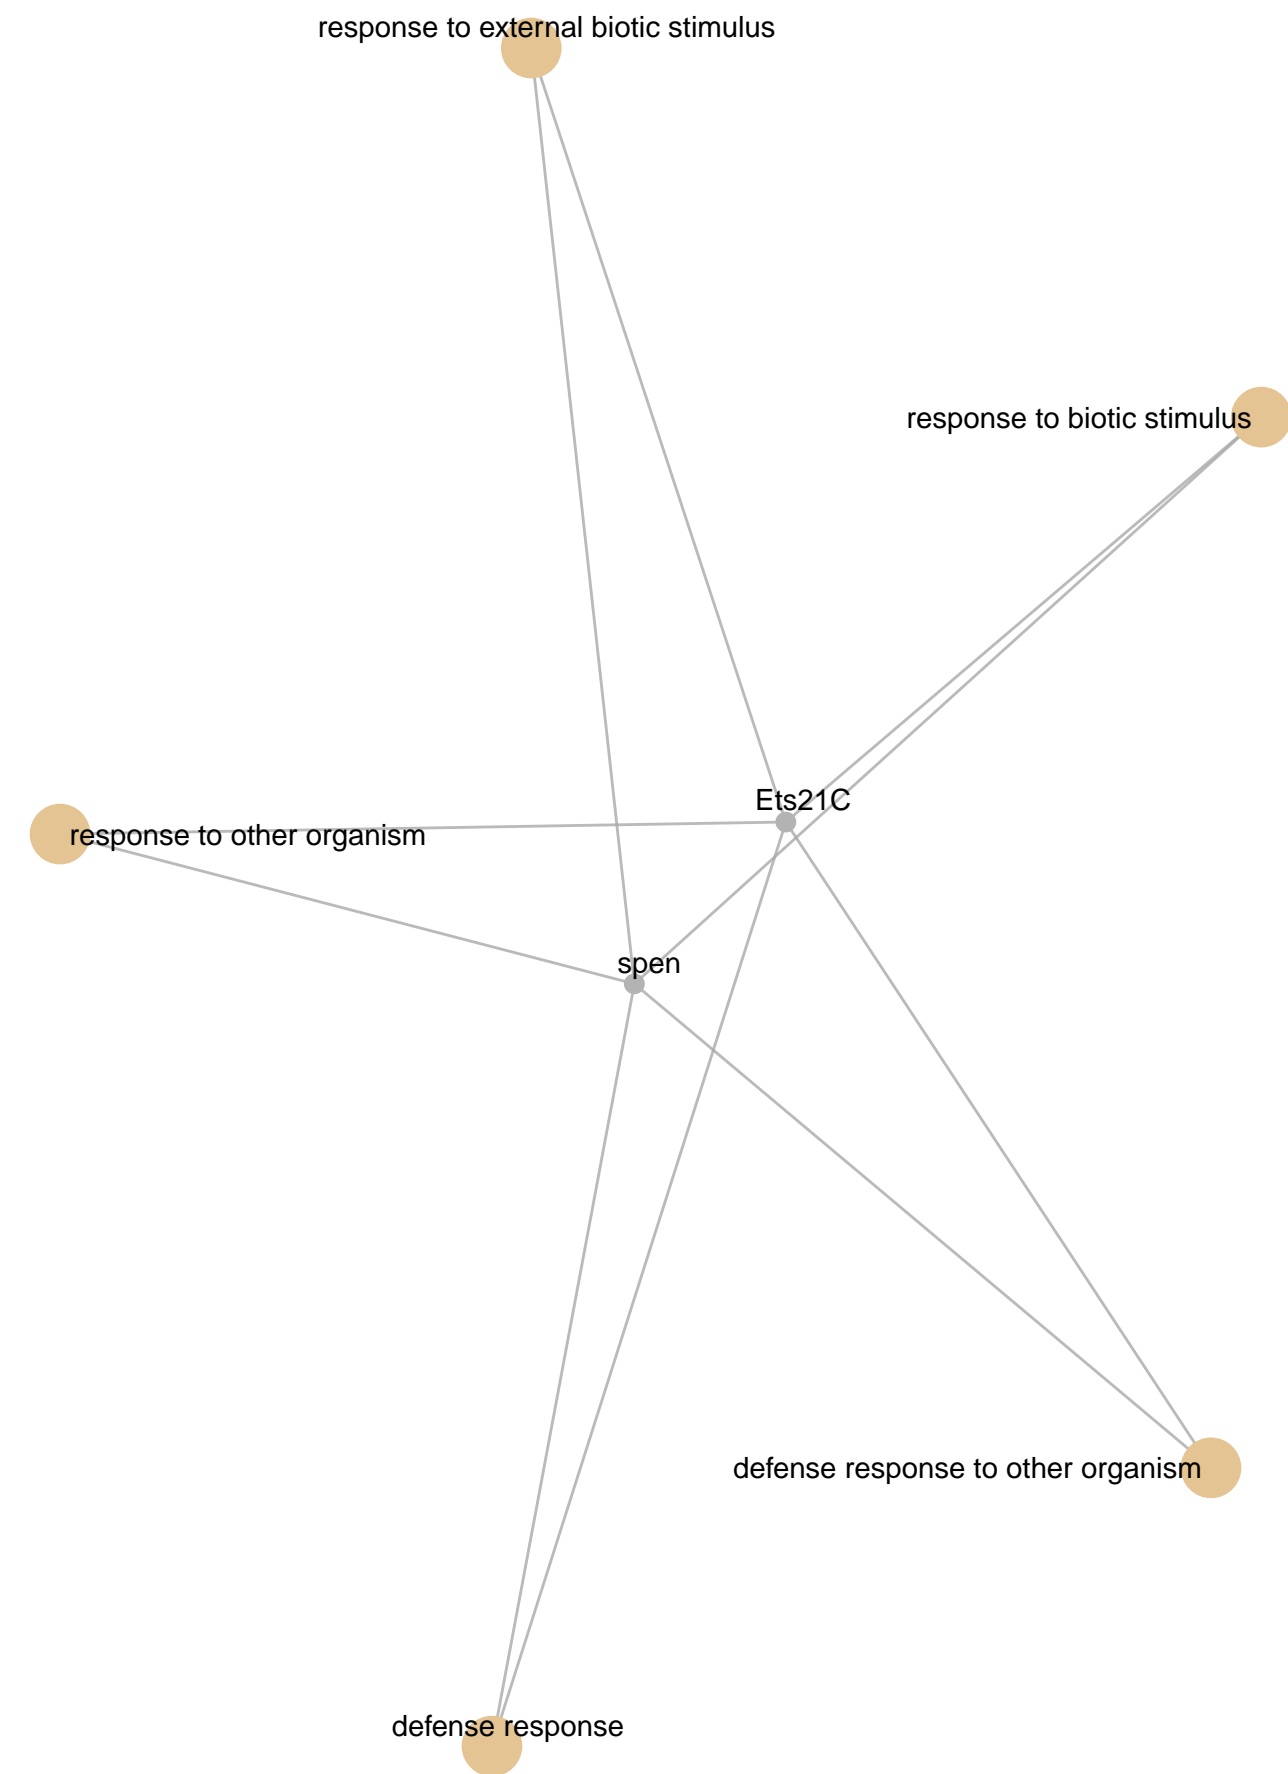 response to external biotic stimulus
response to biotic stimulus
Ets21C
response to other organism
spen
defense response to other organism
defense response